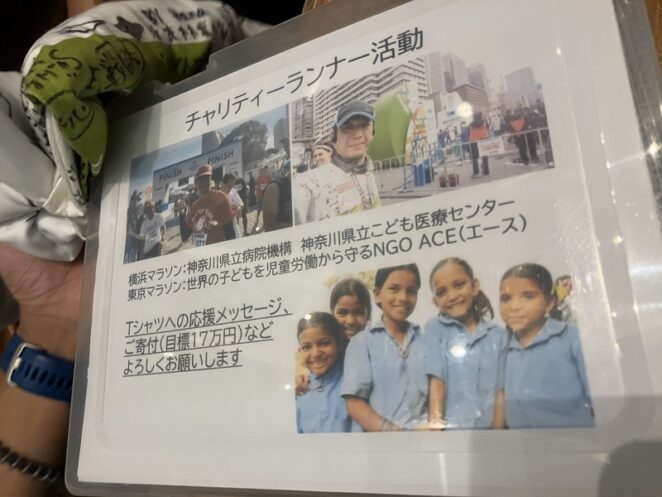 チャリティーランナー活動
FINISH
FINISH
横浜マラソン：神奈川県立病院機構　神奈川県立こども医療センター
東京マラソン：世界の子どもを児童労働から守るNGO ACE(エース)
Tシャツへの応援メッセージ、
ご寄付(目標17万円)など
よろしくお願いします